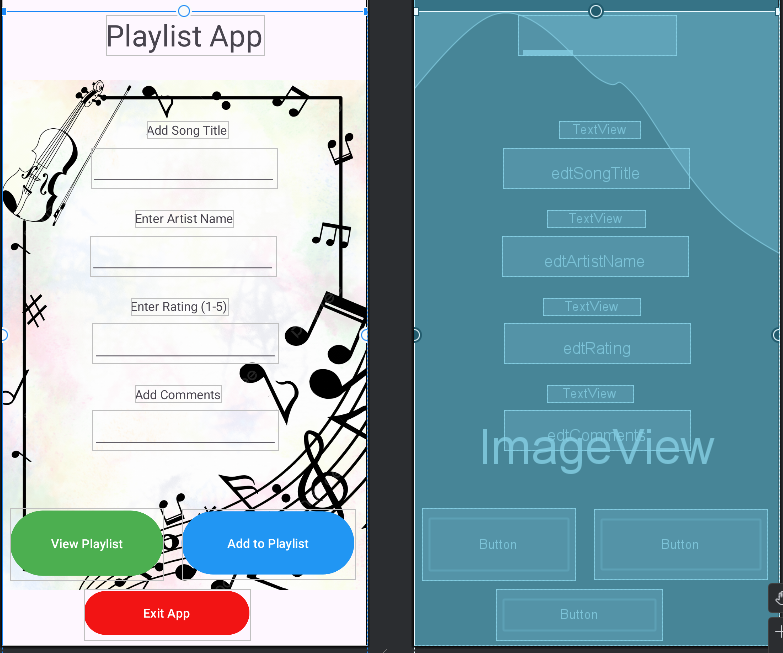 Playlist App
Add Song Title
Enter Artist Name
Enter Rating (1-5)
Add Comments
View Playlist
Add to Playlist
Exit App
TextView
edtSongTitle
TextView
edtArtistName
TextView
edtRating
TextView
edtComments
ImageView
Button
Button
Button